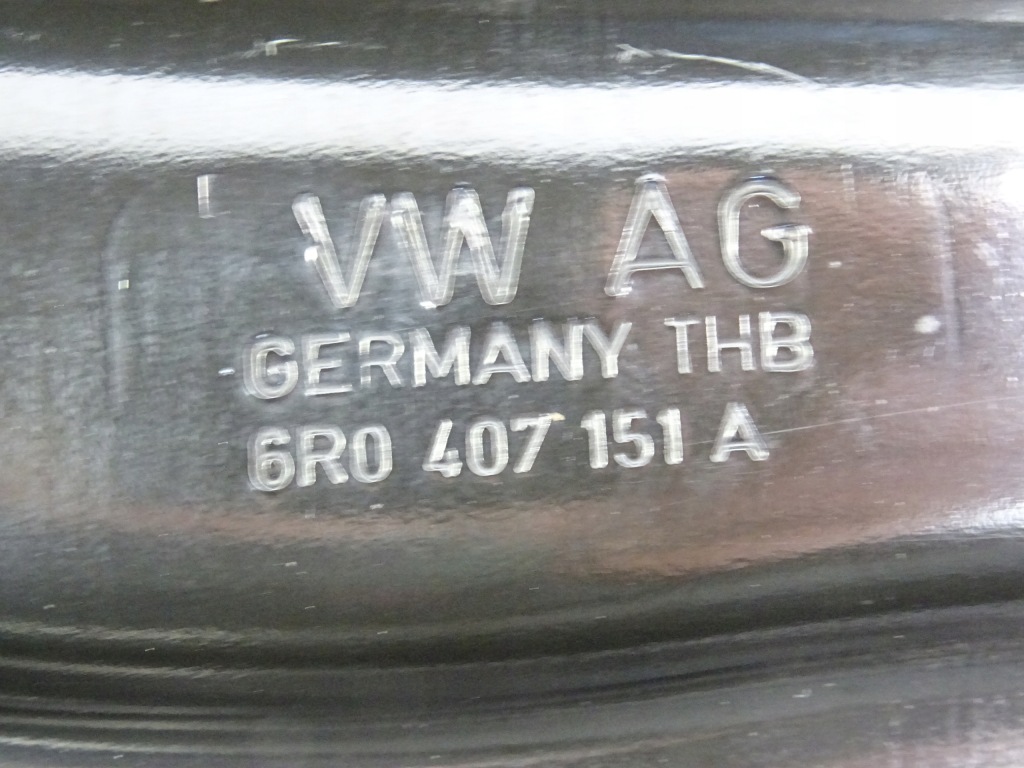 VW AG
GERMANY THB
6R0 407 151 A